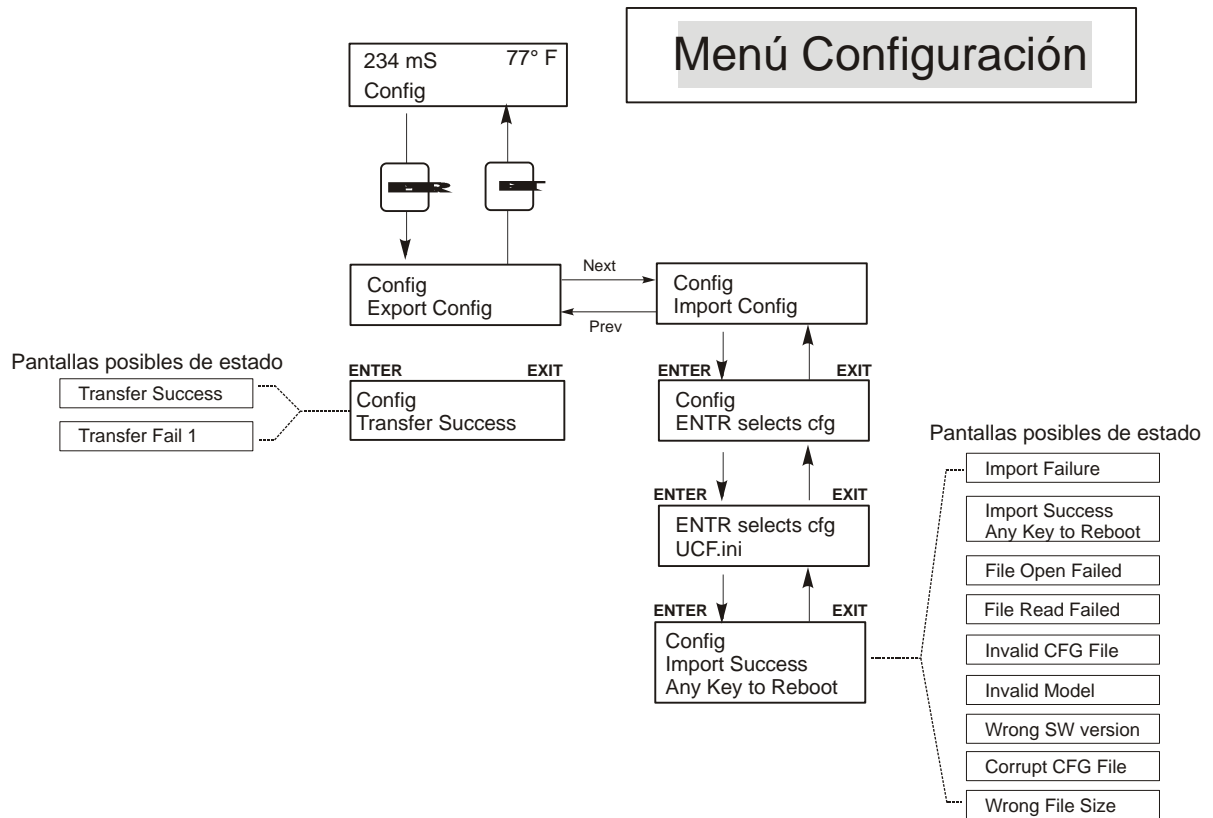 Menú Configuración
234 mS 77° F
Config
Config
Export Config
Next
Prev
Config
Import Config
Pantallas posibles de estado
Transfer Success
Transfer Fail 1
ENTER EXIT
Config
Transfer Success
ENTER EXIT
Config
ENTR selects cfg
ENTER EXIT
ENTR selects cfg
UCF.ini
ENTER EXIT
Config
Import Success
Any Key to Reboot
Pantallas posibles de estado
Import Failure
Import Success
Any Key to Reboot
File Open Failed
File Read Failed
Invalid CFG File
Invalid Model
Wrong SW version
Corrupt CFG File
Wrong File Size